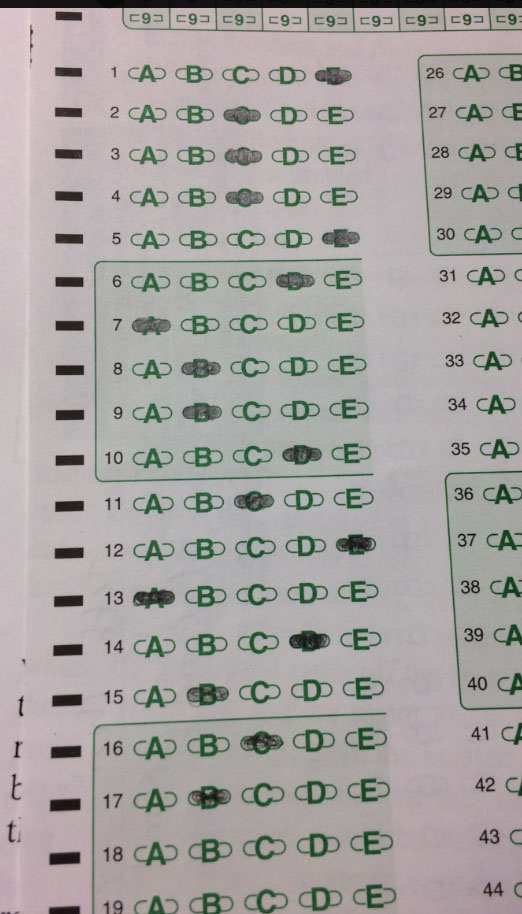 9 9 9 9 9 9 9 9 9
1 A B C D E
2 A B C D E
3 A B C D E
4 A B C D E
5 A B C D E
6 A B C D E
7 A B C D E
8 A B C D E
9 A B C D E
10 A B C D E
11 A B C D E
12 A B C D E
13 A B C D E
14 A B C D E
15 A B C D E
16 A B C D E
17 A B C D E
18 A B C D E
19 A B C D E
26 A B
27 A
28 A
29 A
30 A
31 A
32 A
33 A
34 A
35 A
36 A
37 A
38 A
39 A
40 A
41 A
42
43
44